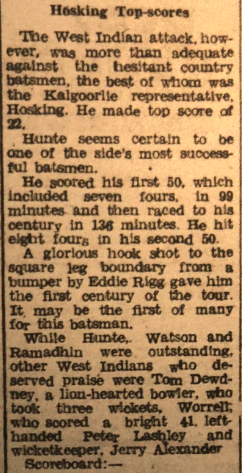 Hosking Top-scores
The West Indian attack, how-
ever, was more than adequate
against the hesitant country
batsmen, the best of whom was
the Kalgoorlie representative,
Hosking. He made top score of
22.
Hunte seems certain to be
one of the side's most success-
ful batsmen.
He scored his first 50, which
included seven fours, in 99
minutes and then raced to his
century in 136 minutes. He hit
eight fours in his second 50.
A glorious hook shot to the
square leg boundary from a
bumper by Eddie Rigg gave him
the first century of the tour.
It may be the first of many
for this batsman.
While Hunte, Watson and
Ramadhin were outstanding,
other West Indians who de-
served praise were Tom Dewd-
ney, a lion-hearted bowler, who
took three wickets, Worrell,
who scored a bright 41, left-
handed Peter Lashley and
wicketkeeper, Jerry Alexander
Scoreboard:—